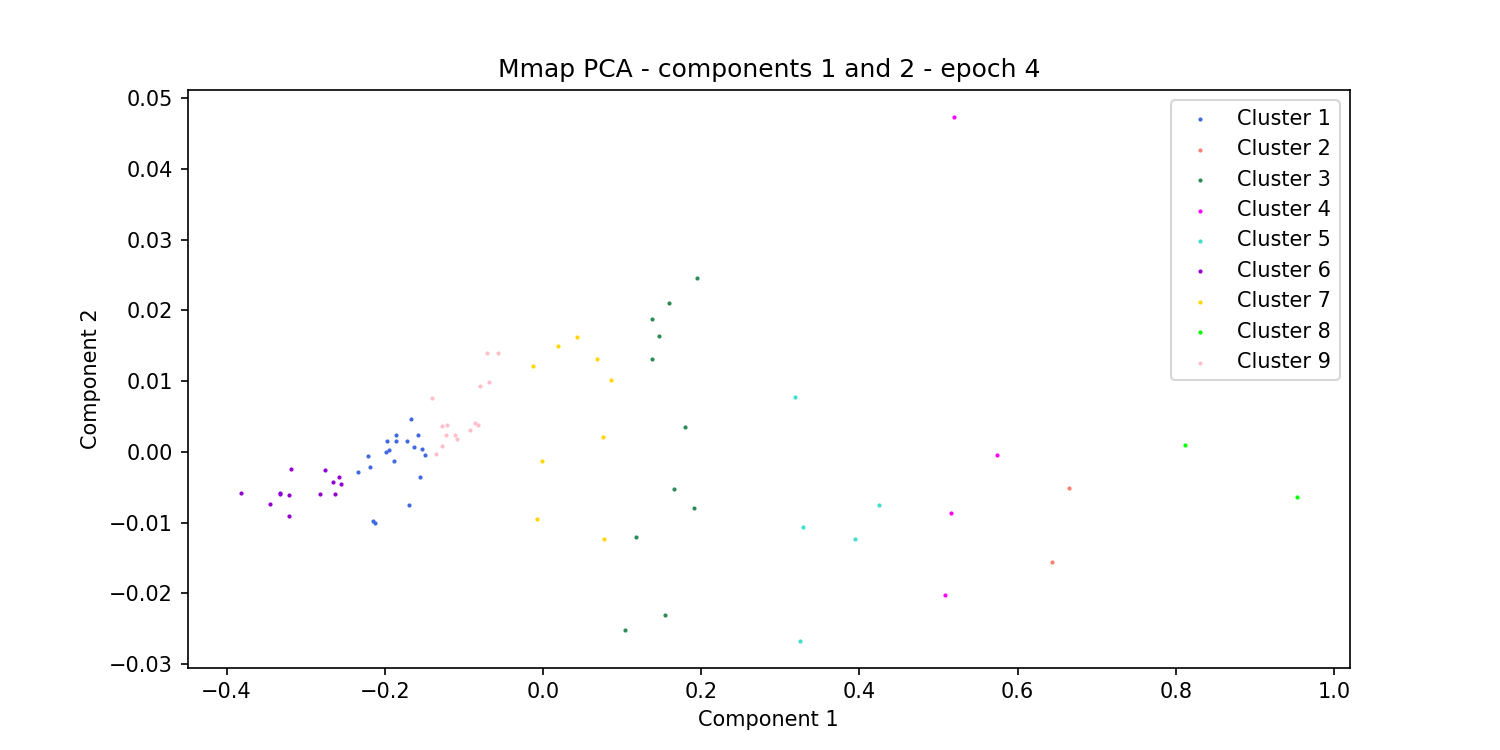 Mmap PCA - components 1 and 2 - epoch 4
0.05
0.04
0.03
0.02
0.01
0.00
−0.01
−0.02
−0.03
Component 2
Cluster 1
Cluster 2
Cluster 3
Cluster 4
Cluster 5
Cluster 6
Cluster 7
Cluster 8
Cluster 9
−0.4 −0.2 0.0 0.2 0.4 0.6 0.8 1.0
Component 1